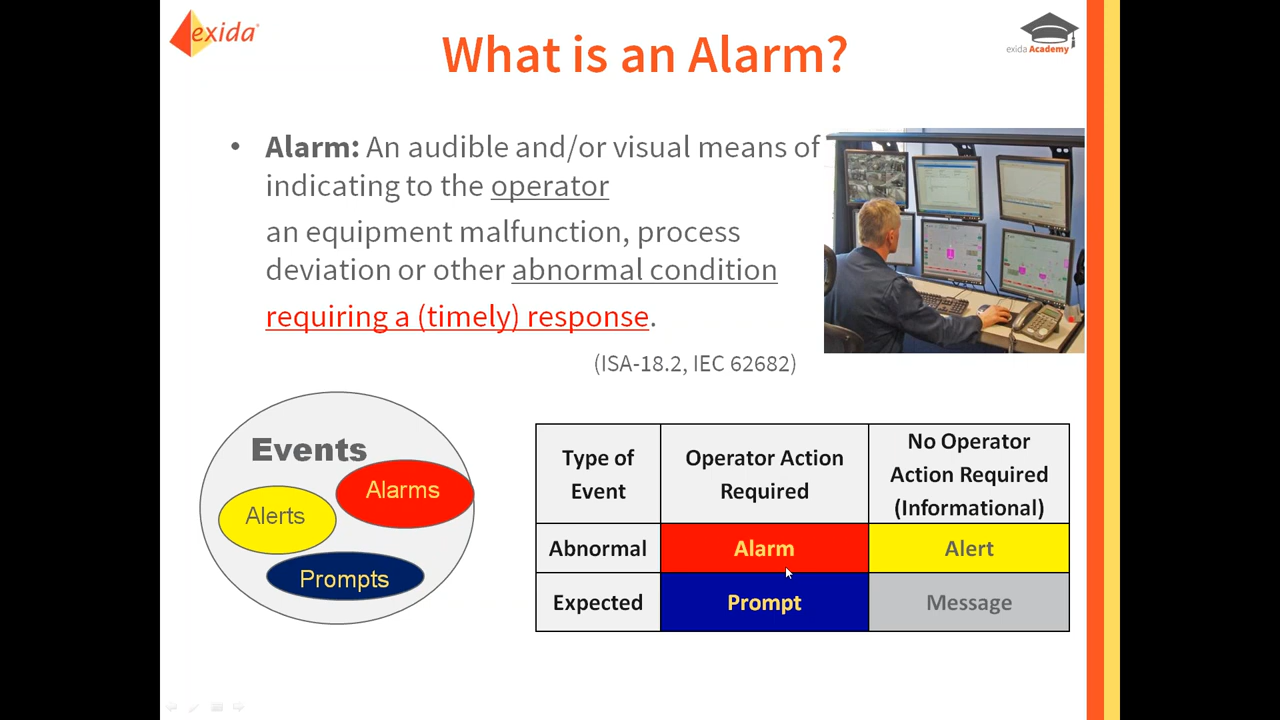 exida
exida Academy
What is an Alarm?
• Alarm: An audible and/or visual means of
indicating to the operator
an equipment malfunction, process
deviation or other abnormal condition
requiring a (timely) response.
(ISA-18.2, IEC 62682)
Events
Alarms
Alerts
Prompts
Type of
Event
Operator Action
Required
No Operator
Action Required
(Informational)
Abnormal
Alarm
Alert
Expected
Prompt
Message